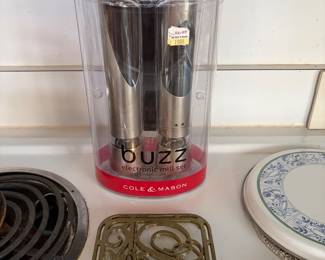 buzz
electronic mill set
COLE & MASON